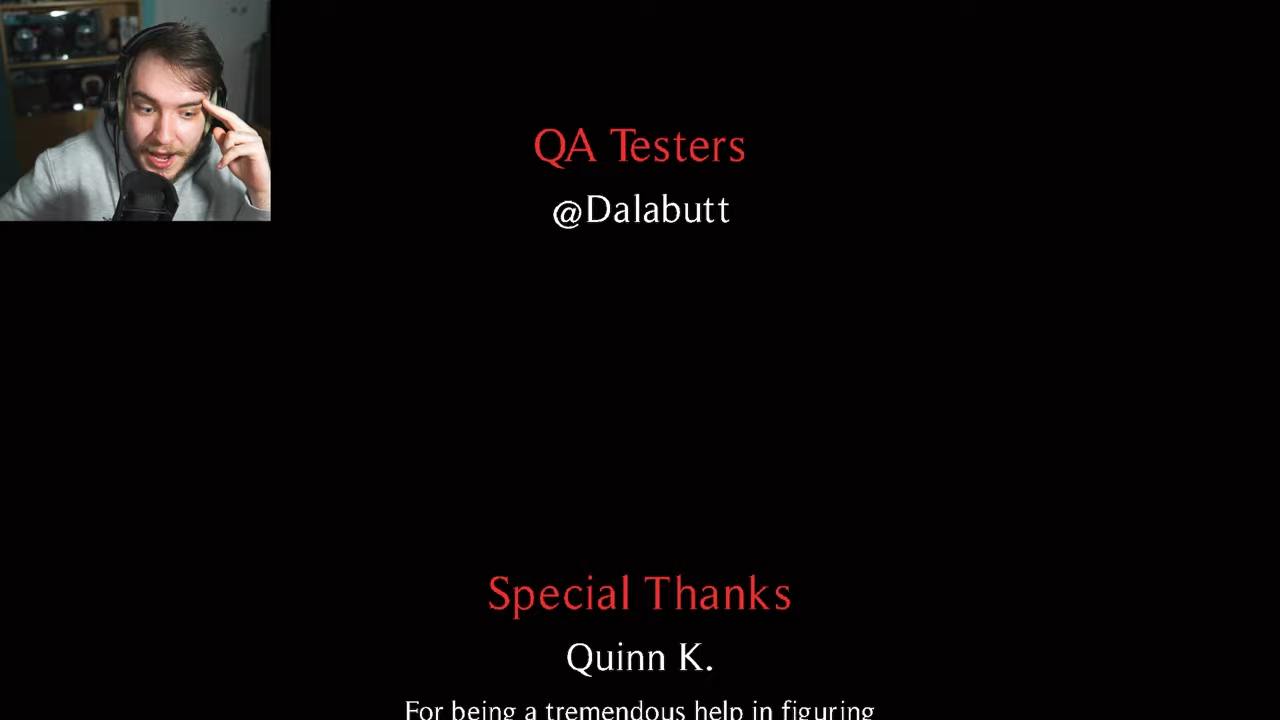 QA Testers
@Dalabutt
Special Thanks
Quinn K.
For being a tremendous help in figuring